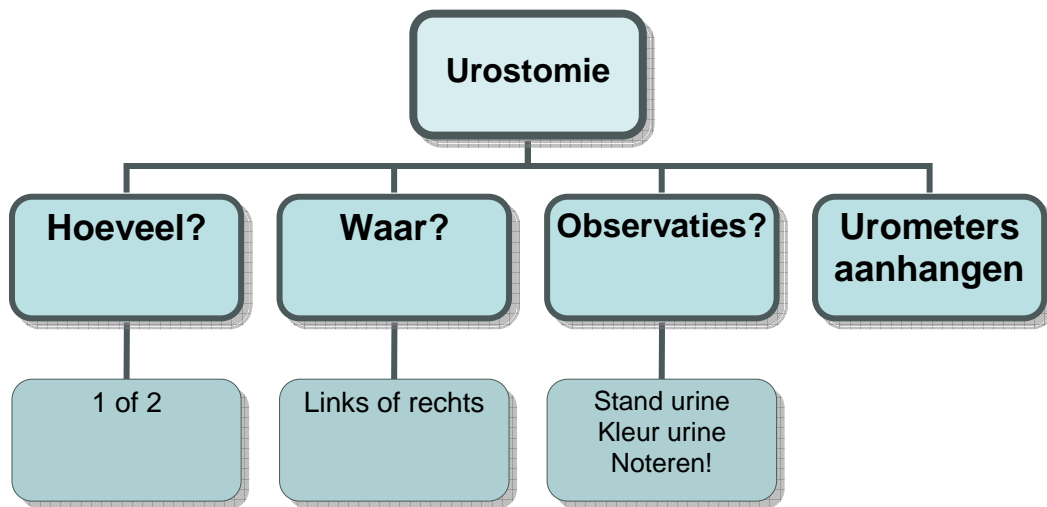 Urostomie
Hoeveel?
Waar?
Observaties?
Urometers
aanhangen
1 of 2
Links of rechts
Stand urine
Kleur urine
Noteren!